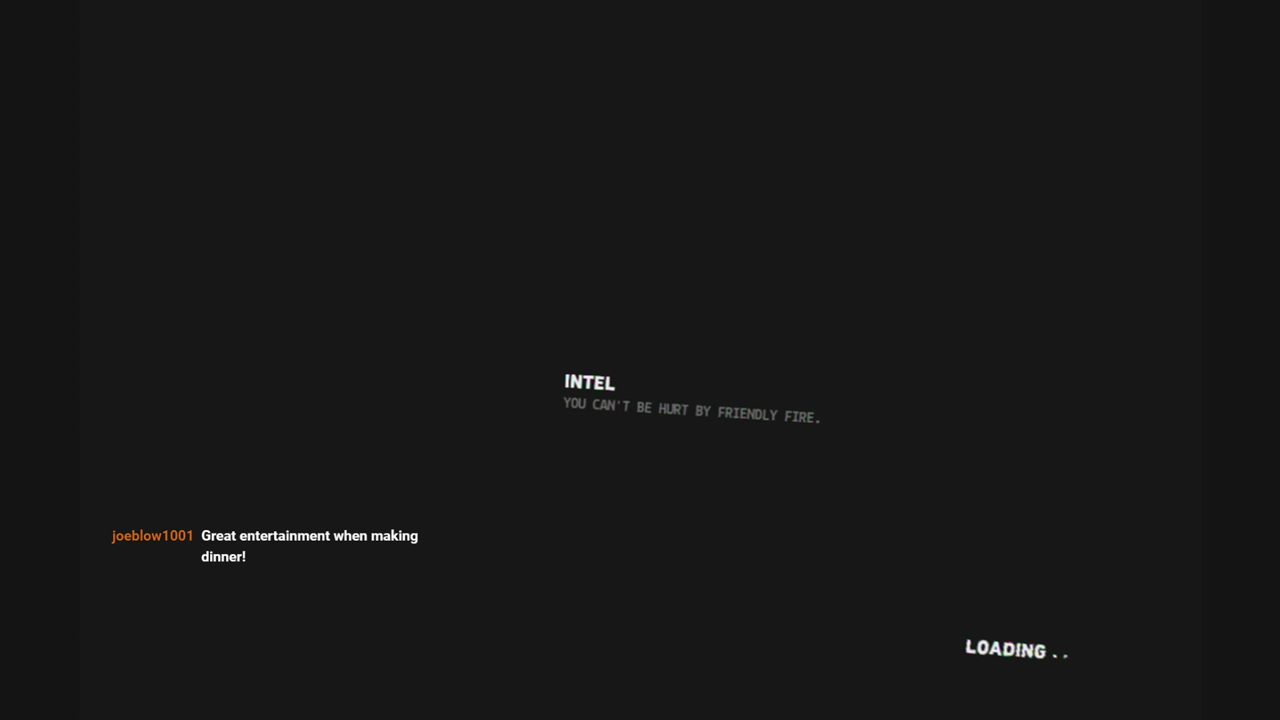 INTEL
YOU CAN'T BE HURT BY FRIENDLY FIRE.
joeblow1001 Great entertainment when making
dinner!
LOADING . .